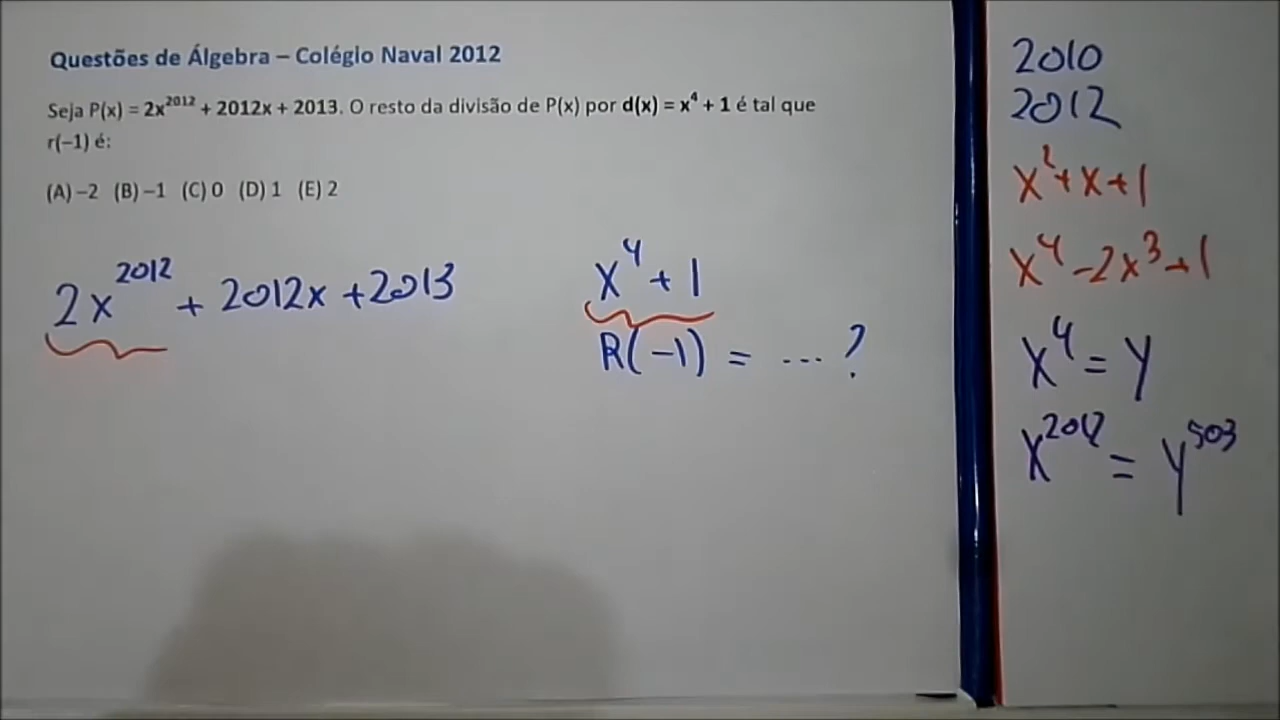 Questões de Álgebra – Colégio Naval 2012
Seja P(x) = 2x²⁰¹² + 2012x + 2013. O resto da divisão de P(x) por d(x) = x⁴ + 1 é tal que
r(–1) é:
(A) –2 (B) –1 (C) 0 (D) 1 (E) 2
2x²⁰¹² + 2012x + 2013
x⁴ + 1
R(-1) = ... ?
2010
2012
x² + x + 1
x⁴ - 2x³ + 1
x⁴ = y
x²⁰¹² = y⁵⁰³